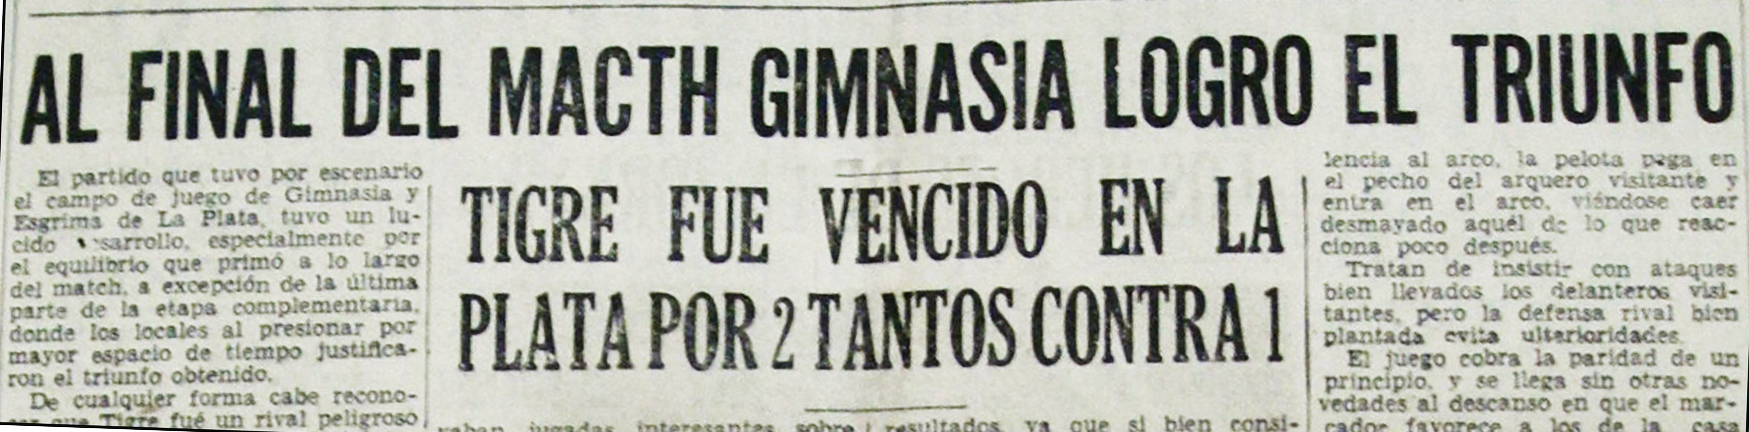 AL FINAL DEL MACTH GIMNASIA LOGRO EL TRIUNFO
TIGRE FUE VENCIDO EN LA
PLATA POR 2 TANTOS CONTRA 1
El partido que tuvo por escenario
el campo de juego de Gimnasia y
Esgrima de La Plata, tuvo un lu-
cido sarrollo, especialmente por
el equilibrio que primó a lo largo
del match, a excepción de la última
parte de la etapa complementaria,
donde los locales al presionar por
mayor espacio de tiempo justifica-
ron el triunfo obtenido.
De cualquier forma cabe recono-
que Tigre fué un rival peligroso
jugadas interesantes sobre resultados, ya que si bien consi-
lencia al arco, la pelota pega en
el pecho del arquero visitante y
entra en el arco, viéndose caer
desmayado aquél de lo que reac-
ciona poco después.
Tratan de insistir con ataques
bien llevados los delanteros visi-
tantes, pero la defensa rival bien
plantada evita ulterioridades.
El juego cobra la paridad de un
principio, y se llega sin otras no-
vedades al descanso en que el mar-
cador favorece a los de la casa